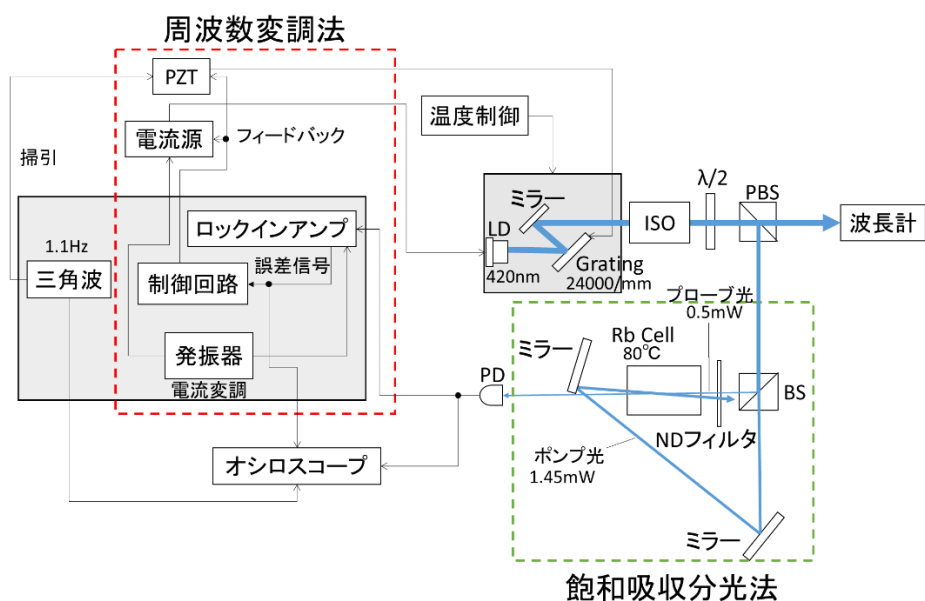 周波数変調法
PZT
電流源
フィードバック
掃引
温度制御
ミラー
LD
420nm
Grating
24000/mm
ISO
λ/2
PBS
波長計
ロックインアンプ
1.1Hz
三角波
制御回路
誤差信号
発振器
電流変調
オシロスコープ
PD
プローブ光
0.5mW
ミラー
Rb Cell
80℃
BS
NDフィルタ
ポンプ光
1.45mW
ミラー
飽和吸収分光法